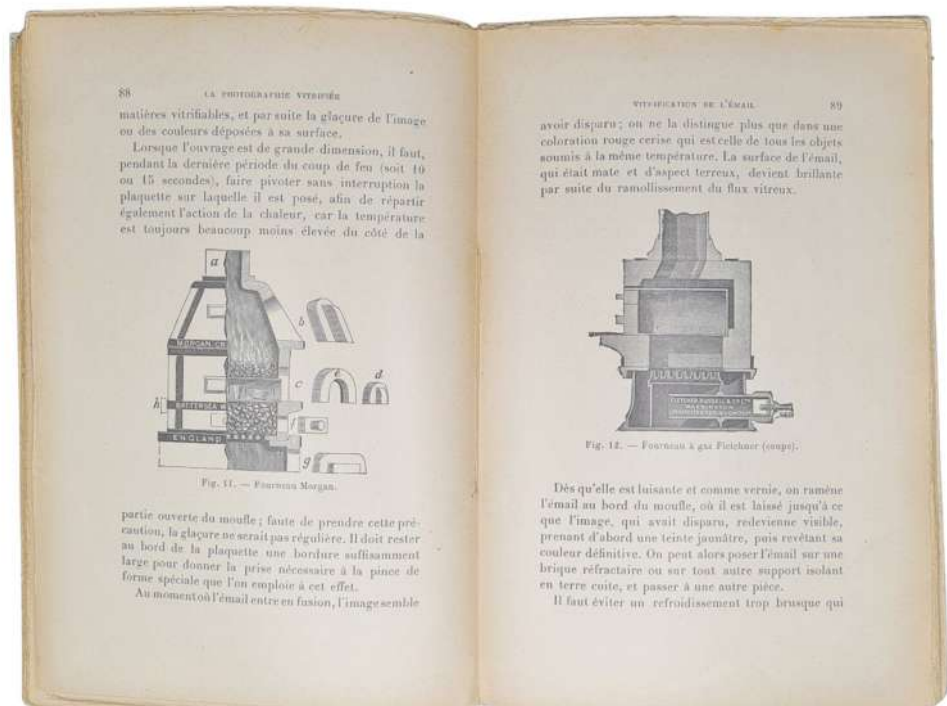 88
LA PHOTOGRAPHIE VITRIFIÉE
matières vitrifiables, et par suite la glaçure de l'image
ou des couleurs déposées à sa surface.
Lorsque l'ouvrage est de grande dimension, il faut,
pendant la dernière période du coup de feu (soit 10
ou 15 secondes), faire pivoter sans interruption la
plaquette sur laquelle il est posé, afin de répartir
également l'action de la chaleur, car la température
est toujours beaucoup moins élevée du côté de la
a
b
MORGAN CR
c
e
d
h
BATTERSEA W
f
ENGLAND
g
Fig. 11. — Fourneau Morgan.
partie ouverte du moufle ; faute de prendre cette pré-
caution, la glaçure ne serait pas régulière. Il doit rester
au bord de la plaquette une bordure suffisamment
large pour donner la prise nécessaire à la pince de
forme spéciale que l'on emploie à cet effet.
Au moment où l'émail entre en fusion, l'image semble
VITRIFICATION DE L'ÉMAIL
89
avoir disparu ; on ne la distingue plus que dans une
coloration rouge cerise qui est celle de tous les objets
soumis à la même température. La surface de l'émail,
qui était mate et d'aspect terreux, devient brillante
par suite du ramollissement du flux vitreux.
FLETCHER, RUSSELL & CO LTD
WARRINGTON
MANCHESTER & LONDON
Fig. 12. — Fourneau à gaz Fletchner (coupe).
Dès qu'elle est luisante et comme vernie, on ramène
l'émail au bord du moufle, où il est laissé jusqu'à ce
que l'image, qui avait disparu, redevienne visible,
prenant d'abord une teinte jaunâtre, puis revêtant sa
couleur définitive. On peut alors poser l'émail sur une
brique réfractaire ou sur tout autre support isolant
en terre cuite, et passer à une autre pièce.
Il faut éviter un refroidissement trop brusque qui